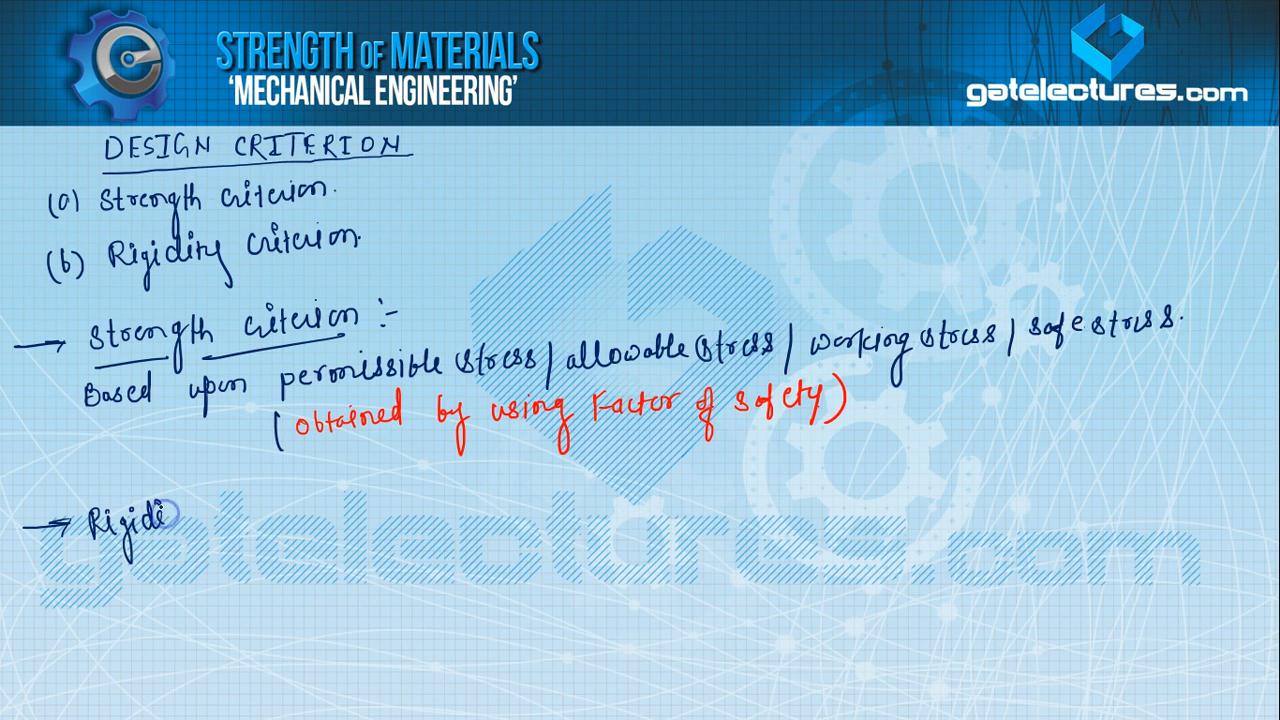 STRENGTH OF MATERIALS
'MECHANICAL ENGINEERING'
gatelectures.com
DESIGN CRITERION
(a) Strength criterion.
(b) Rigidity criterion.
→ Strength criterion :-
Based upon permissible stress / allowable stress / working stress / safe stress.
(obtained by using Factor of safety)
→ Rigidi
gatelectures.com